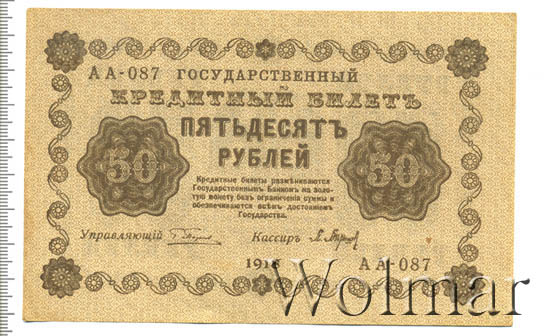 АА-087 ГОСУДАРСТВЕННЫЙ
КРЕДИТНЫЙ БИЛЕТЪ
ПЯТЬДЕСЯТЪ
РУБЛЕЙ
50 50
Кредитные билеты размѣниваются
Государственнымъ Банкомъ на золо-
тую монету безъ ограниченія суммы и
обезпечиваются всѣмъ достояніемъ
Государства.
Управляющій Кассиръ
1918 АА-087
Wolmar